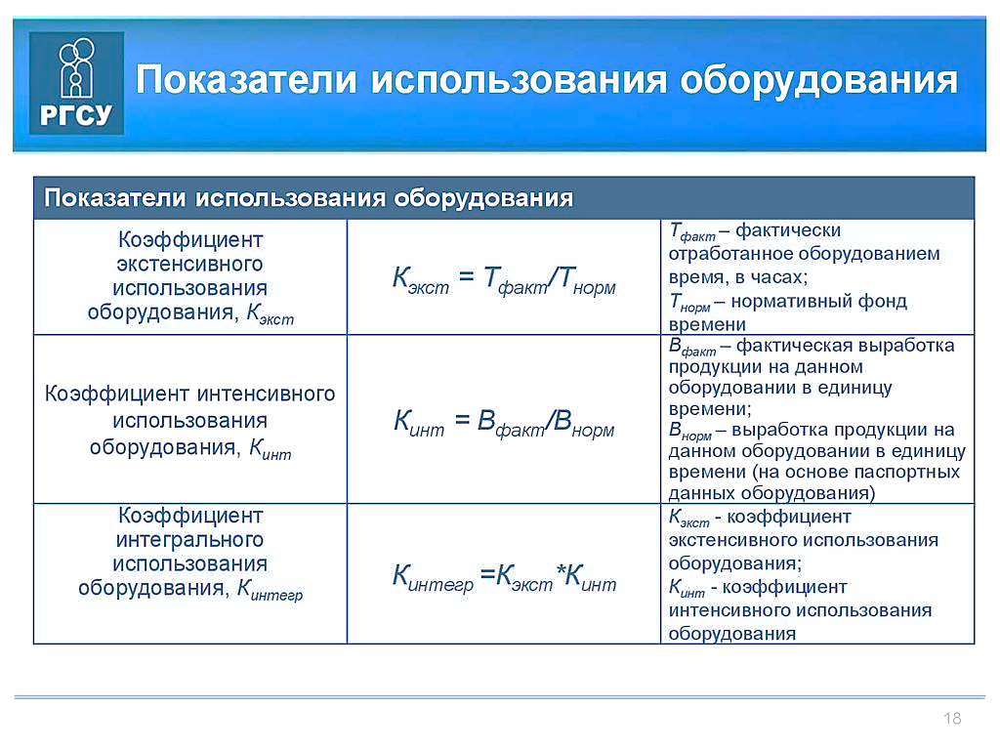 РГСУ
Показатели использования оборудования
Показатели использования оборудования
Коэффициент
экстенсивного
использования
оборудования, Кэкст
Кэкст = Тфакт/Тнорм
Тфакт – фактически
отработанное оборудованием
время, в часах;
Тнорм – нормативный фонд
времени
Коэффициент интенсивного
использования
оборудования, Кинт
Кинт = Вфакт/Внорм
Вфакт – фактическая выработка
продукции на данном
оборудовании в единицу
времени;
Внорм – выработка продукции на
данном оборудовании в единицу
времени (на основе паспортных
данных оборудования)
Коэффициент
интегрального
использования
оборудования, Кинтегр
Кинтегр =Кэкст*Кинт
Кэкст - коэффициент
экстенсивного использования
оборудования;
Кинт - коэффициент
интенсивного использования
оборудования
18